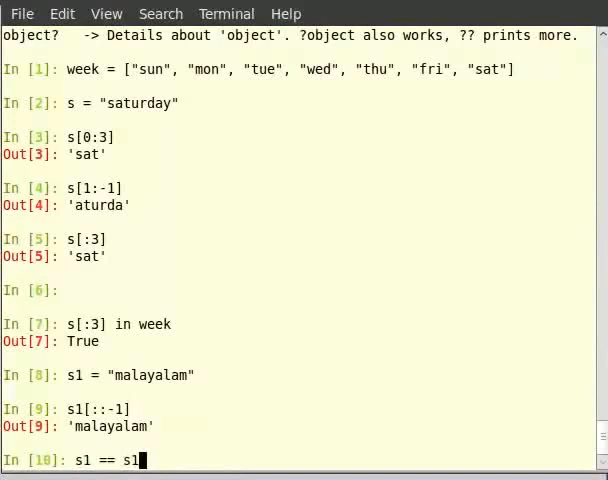 File Edit View Search Terminal Help
object? -> Details about 'object'. ?object also works, ?? prints more.
In [1]: week = ["sun", "mon", "tue", "wed", "thu", "fri", "sat"]
In [2]: s = "saturday"
In [3]: s[0:3]
Out[3]: 'sat'
In [4]: s[1:-1]
Out[4]: 'aturda'
In [5]: s[:3]
Out[5]: 'sat'
In [6]:
In [7]: s[:3] in week
Out[7]: True
In [8]: s1 = "malayalam"
In [9]: s1[::-1]
Out[9]: 'malayalam'
In [10]: s1 == s1